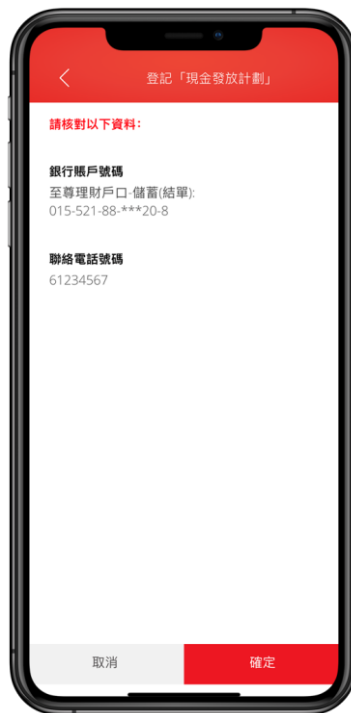 登記「現金發放計劃」
請核對以下資料：
銀行賬戶號碼
至尊理財戶口-儲蓄(結單):
015-521-88-***20-8
聯絡電話號碼
61234567
取消
確定